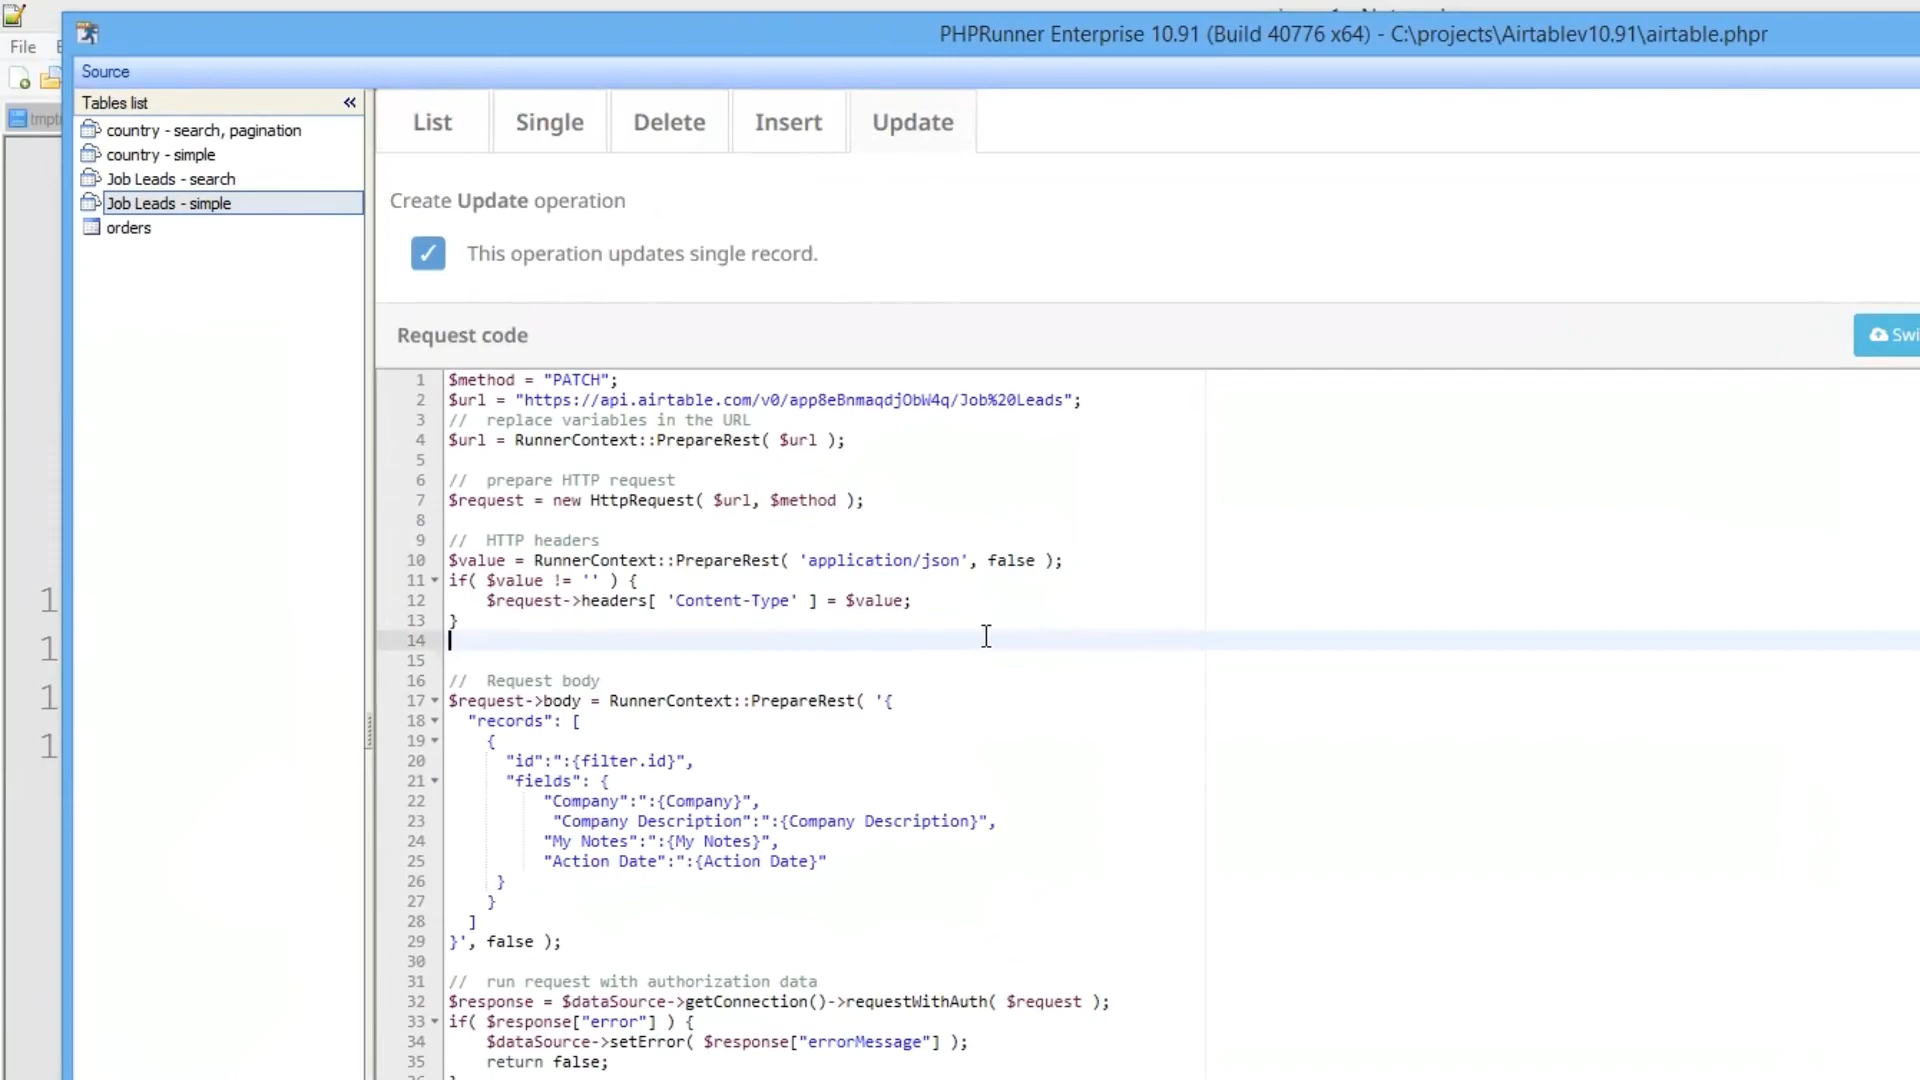 PHPRunner Enterprise 10.91 (Build 40776 x64) - C:\projects\Airtablev10.91\airtable.phpr
File
Source
Tables list
country - search, pagination
country - simple
Job Leads - search
Job Leads - simple
orders
List Single Delete Insert Update
Create Update operation
This operation updates single record.
Request code
Swi
1 $method = "PATCH";
2 $url = "https://api.airtable.com/v0/app8eBnmaqdjObW4q/Job%20Leads";
3 //  replace variables in the URL
4 $url = RunnerContext::PrepareRest( $url );
5
6 //  prepare HTTP request
7 $request = new HttpRequest( $url, $method );
8
9 //  HTTP headers
10 $value = RunnerContext::PrepareRest( 'application/json', false );
11 if( $value != '' ) {
12     $request->headers[ 'Content-Type' ] = $value;
13 }
14
15
16 //  Request body
17 $request->body = RunnerContext::PrepareRest( '{
18   "records": [
19     {
20       "id":":{filter.id}",
21       "fields": {
22           "Company":":{Company}",
23            "Company Description":":{Company Description}",
24           "My Notes":":{My Notes}",
25           "Action Date":":{Action Date}"
26      }
27     }
28   ]
29 }', false );
30
31 //  run request with authorization data
32 $response = $dataSource->getConnection()->requestWithAuth( $request );
33 if( $response["error"] ) {
34     $dataSource->setError( $response["errorMessage"] );
35     return false;
1
1
1
1